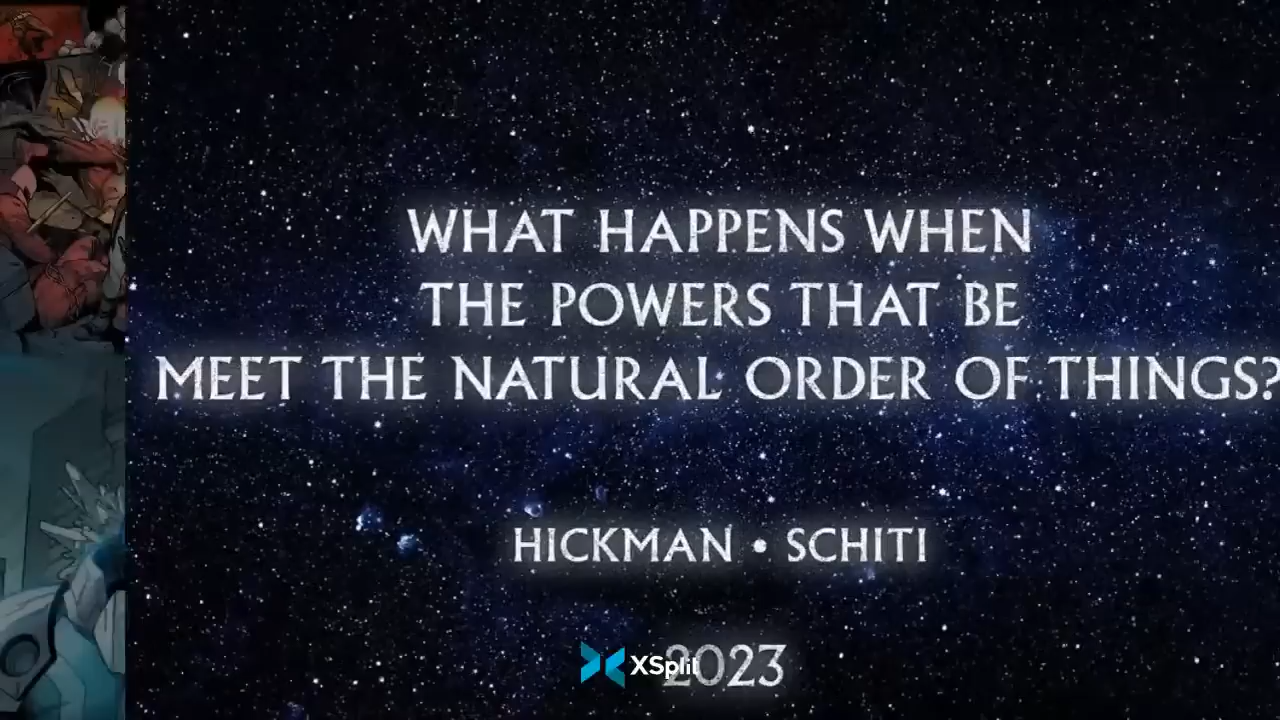 WHAT HAPPENS WHEN
THE POWERS THAT BE
MEET THE NATURAL ORDER OF THINGS?
HICKMAN • SCHITI
2023
XSplit